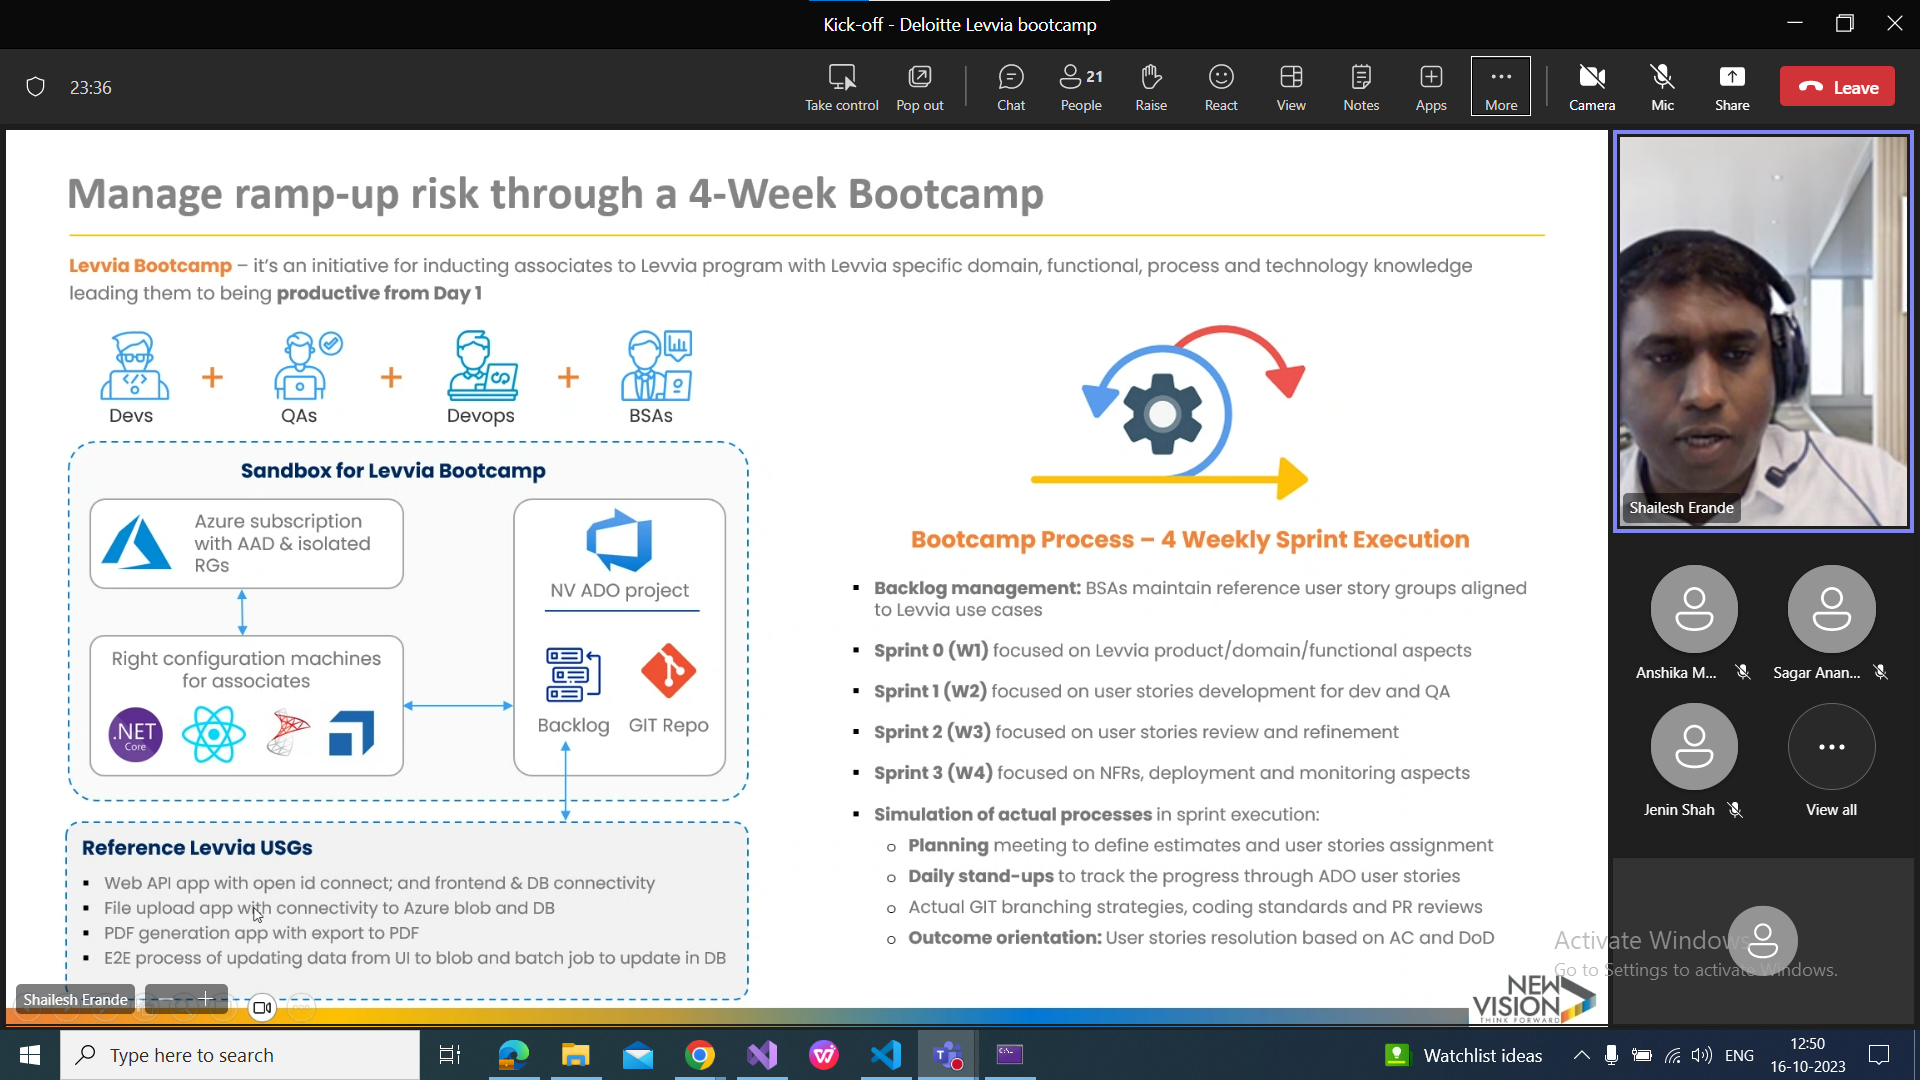 Kick-off - Deloitte Levvia bootcamp
23:36
Take control
Pop out
Chat
People
21
Raise
React
View
Notes
Apps
More
Camera
Mic
Share
Leave
Manage ramp-up risk through a 4-Week Bootcamp
Levvia Bootcamp – it's an initiative for inducting associates to Levvia program with Levvia specific domain, functional, process and technology knowledge
leading them to being productive from Day 1
Devs + QAs + Devops + BSAs
Sandbox for Levvia Bootcamp
Azure subscription
with AAD & isolated
RGs
Right configuration machines
for associates
.NET
Core
NV ADO project
Backlog
GIT Repo
Reference Levvia USGs
▪ Web API app with open id connect; and frontend & DB connectivity
▪ File upload app with connectivity to Azure blob and DB
▪ PDF generation app with export to PDF
▪ E2E process of updating data from UI to blob and batch job to update in DB
Bootcamp Process – 4 Weekly Sprint Execution
▪ Backlog management: BSAs maintain reference user story groups aligned
to Levvia use cases
▪ Sprint 0 (W1) focused on Levvia product/domain/functional aspects
▪ Sprint 1 (W2) focused on user stories development for dev and QA
▪ Sprint 2 (W3) focused on user stories review and refinement
▪ Sprint 3 (W4) focused on NFRs, deployment and monitoring aspects
▪ Simulation of actual processes in sprint execution:
o Planning meeting to define estimates and user stories assignment
o Daily stand-ups to track the progress through ADO user stories
o Actual GIT branching strategies, coding standards and PR reviews
o Outcome orientation: User stories resolution based on AC and DoD
NEW
VISION
THINK FORWARD
Shailesh Erande
Shailesh Erande
Anshika M...
Sagar Anan...
Jenin Shah
View all
Activate Windows
Go to Settings to activate Windows.
Type here to search
Watchlist ideas
ENG
12:50
16-10-2023